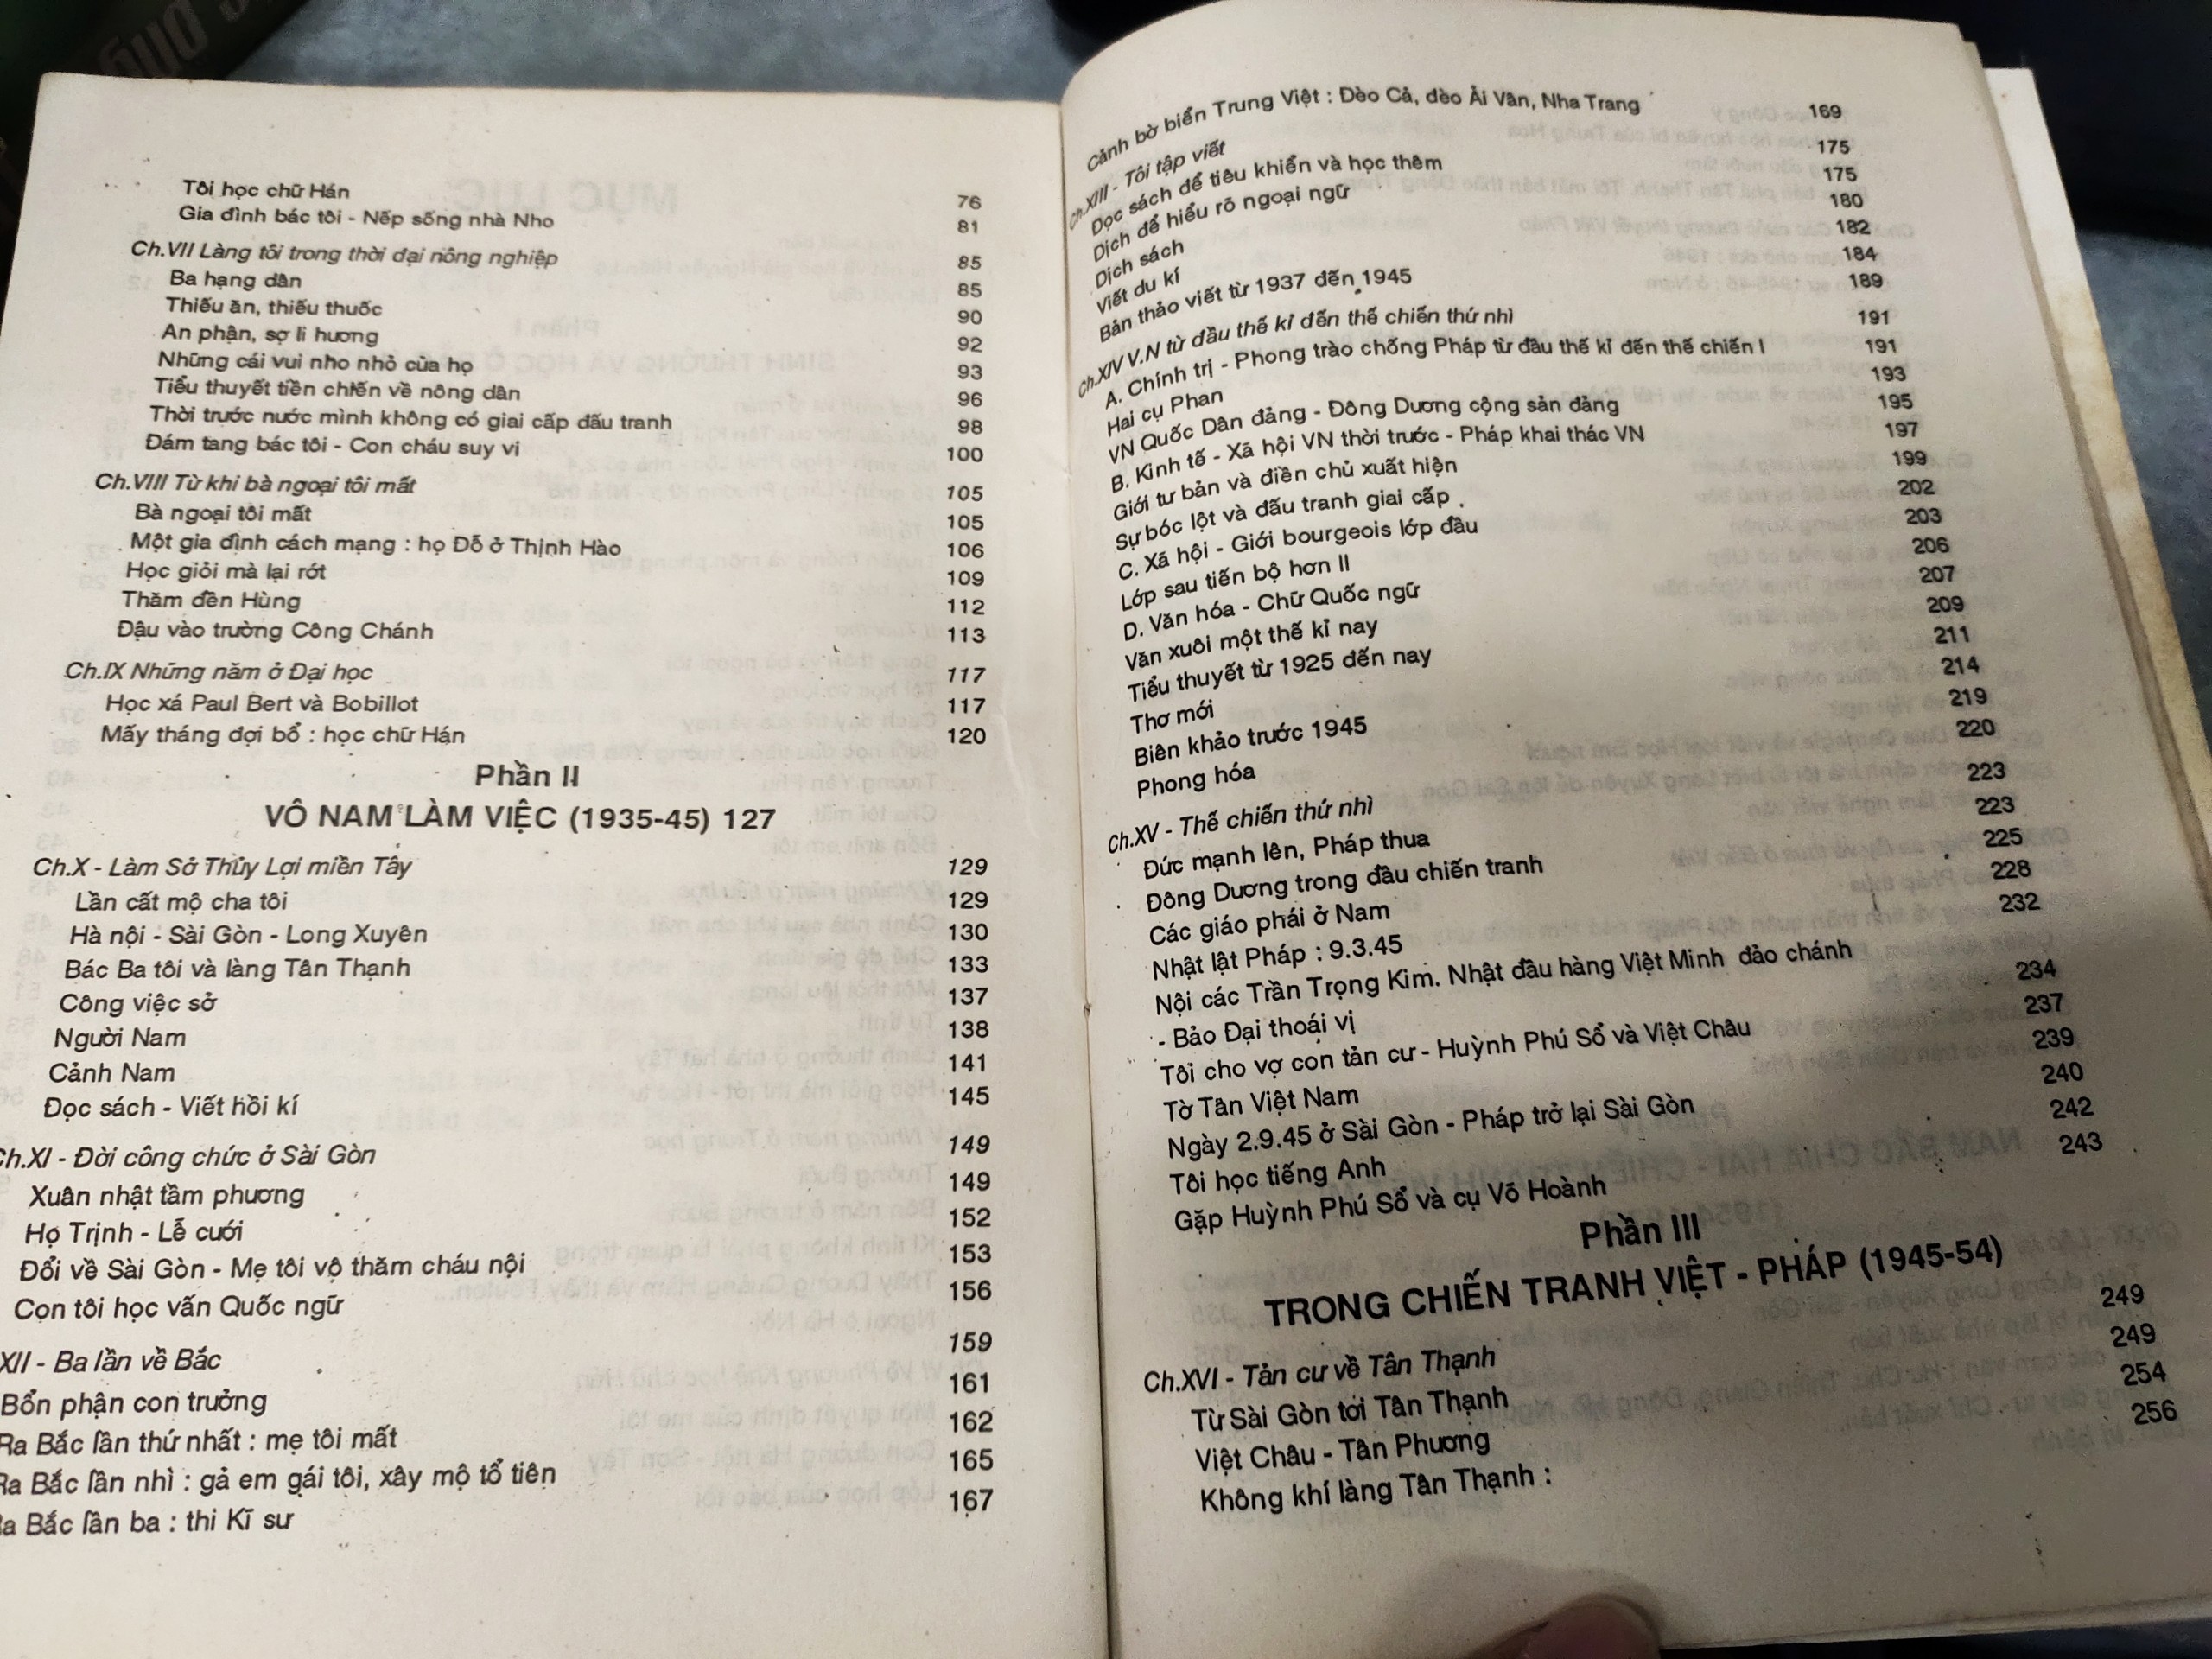 Tôi học chữ Hán 76
Gia đình bác tôi - Nếp sống nhà Nho 81
Ch.VII Làng tôi trong thời đại nông nghiệp 85
Ba hạng dân 85
Thiếu ăn, thiếu thuốc 90
An phận, sợ li hương 92
Những cái vui nho nhỏ của họ 93
Tiểu thuyết tiền chiến về nông dân 96
Thời trước nước mình không có giai cấp đấu tranh 98
Đám tang bác tôi - Con cháu suy vi 100
Ch.VIII Từ khi bà ngoại tôi mất 105
Bà ngoại tôi mất 105
Một gia đình cách mạng : họ Đỗ ở Thịnh Hào 106
Học giỏi mà lại rớt 109
Thăm đền Hùng 112
Đậu vào trường Công Chánh 113
Ch.IX Những năm ở Đại học 117
Học xá Paul Bert và Bobillot 117
Mấy tháng đợi bổ : học chữ Hán 120
Phần II
VÔ NAM LÀM VIỆC (1935-45) 127
Ch.X - Làm Sở Thủy Lợi miền Tây 129
Lần cất mộ cha tôi 129
Hà nội - Sài Gòn - Long Xuyên 130
Bác Ba tôi và làng Tân Thạnh 133
Công việc sở 137
Người Nam 138
Cảnh Nam 141
Đọc sách - Viết hồi kí 145
Ch.XI - Đời công chức ở Sài Gòn 149
Xuân nhật tầm phương 149
Họ Trịnh - Lễ cưới 152
Đổi về Sài Gòn - Mẹ tôi vô thăm cháu nội 153
Con tôi học vấn Quốc ngữ 156
XII - Ba lần về Bắc 159
Bổn phận con trưởng 161
Ra Bắc lần thứ nhất : mẹ tôi mất 162
Ra Bắc lần nhì : gả em gái tôi, xây mộ tổ tiên 165
Ra Bắc lần ba : thi Kĩ sư 167
Cảnh bờ biển Trung Việt : Đèo Cả, đèo Ải Vân, Nha Trang 169
Ch.XIII - Tôi tập viết 175
Đọc sách để tiêu khiển và học thêm 175
Dịch để hiểu rõ ngoại ngữ 180
Dịch sách 182
Viết du kí 184
Bản thảo viết từ 1937 đến 1945 189
Ch.XIV V.N từ đầu thế kỉ đến thế chiến thứ nhì 191
A. Chính trị - Phong trào chống Pháp từ đầu thế kỉ đến thế chiến I 191
Hai cụ Phan 193
VN Quốc Dân đảng - Đông Dương cộng sản đảng 195
B. Kinh tế - Xã hội VN thời trước - Pháp khai thác VN 197
Giới tư bản và điền chủ xuất hiện 199
Sự bóc lột và đấu tranh giai cấp 202
C. Xã hội - Giới bourgeois lớp đầu 203
Lớp sau tiến bộ hơn II 206
D. Văn hóa - Chữ Quốc ngữ 207
Văn xuôi một thế kỉ nay 209
Tiểu thuyết từ 1925 đến nay 211
Thơ mới 214
Biên khảo trước 1945 219
Phong hóa 220
Ch.XV - Thế chiến thứ nhì 223
Đức mạnh lên, Pháp thua 223
Đông Dương trong đầu chiến tranh 225
Các giáo phái ở Nam 228
Nhật lật Pháp : 9.3.45 232
Nội các Trần Trọng Kim. Nhật đầu hàng Việt Minh đảo chánh
- Bảo Đại thoái vị 234
Tôi cho vợ con tản cư - Huỳnh Phú Sổ và Việt Châu 237
Tờ Tân Việt Nam 239
Ngày 2.9.45 ở Sài Gòn - Pháp trở lại Sài Gòn 240
Tôi học tiếng Anh 242
Gặp Huỳnh Phú Sổ và cụ Võ Hoành 243
Phần III
TRONG CHIẾN TRANH VIỆT - PHÁP (1945-54)
Ch.XVI - Tản cư về Tân Thạnh 249
Từ Sài Gòn tới Tân Thạnh 249
Việt Châu - Tân Phương 254
Không khí làng Tân Thạnh : 256